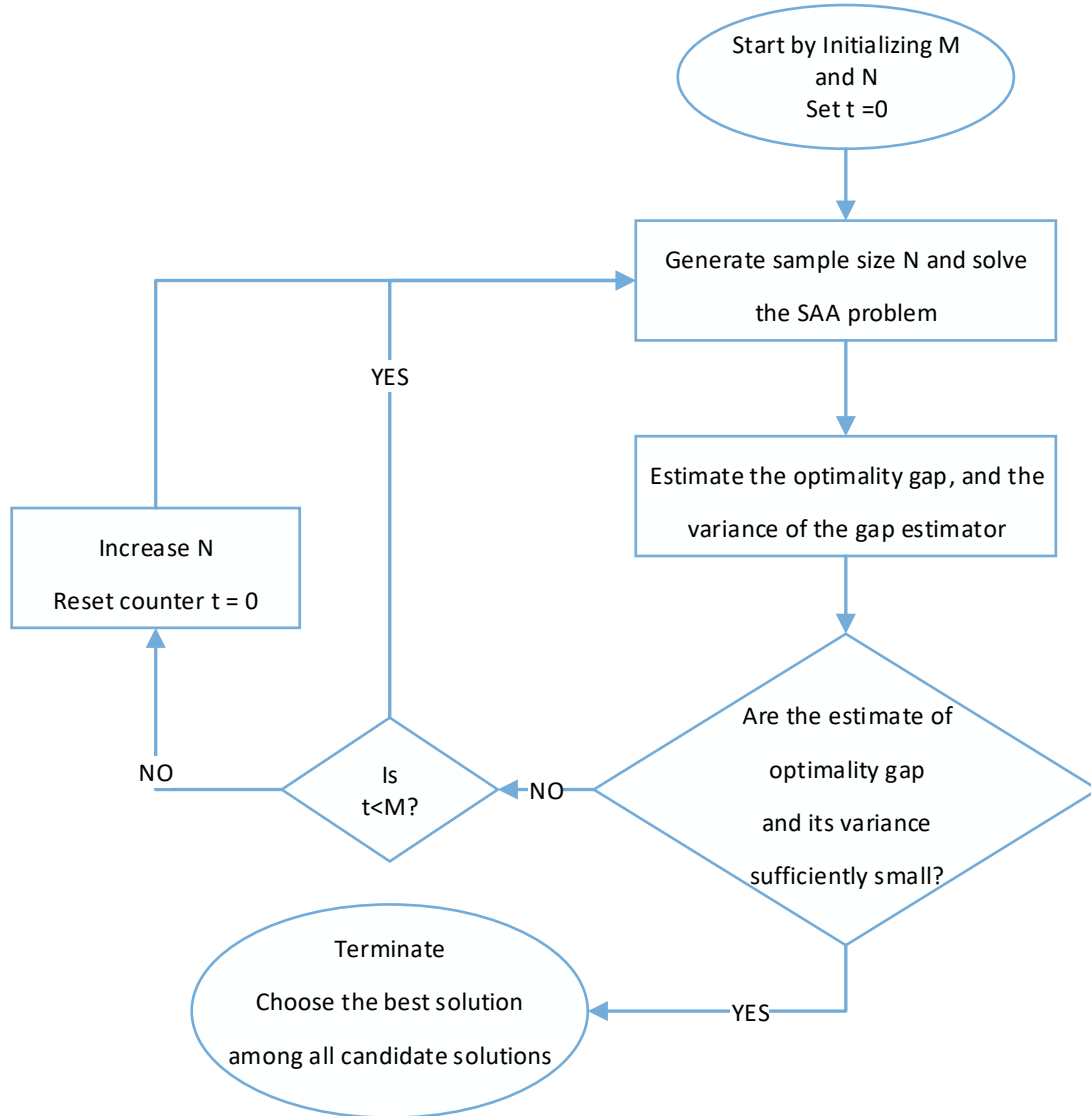 Start by Initializing M
and N
Set t =0
Generate sample size N and solve
the SAA problem
YES
Estimate the optimality gap, and the
variance of the gap estimator
Increase N
Reset counter t = 0
Are the estimate of
optimality gap
and its variance
sufficiently small?
NO
Is
t<M?
NO
Terminate
Choose the best solution
among all candidate solutions
YES